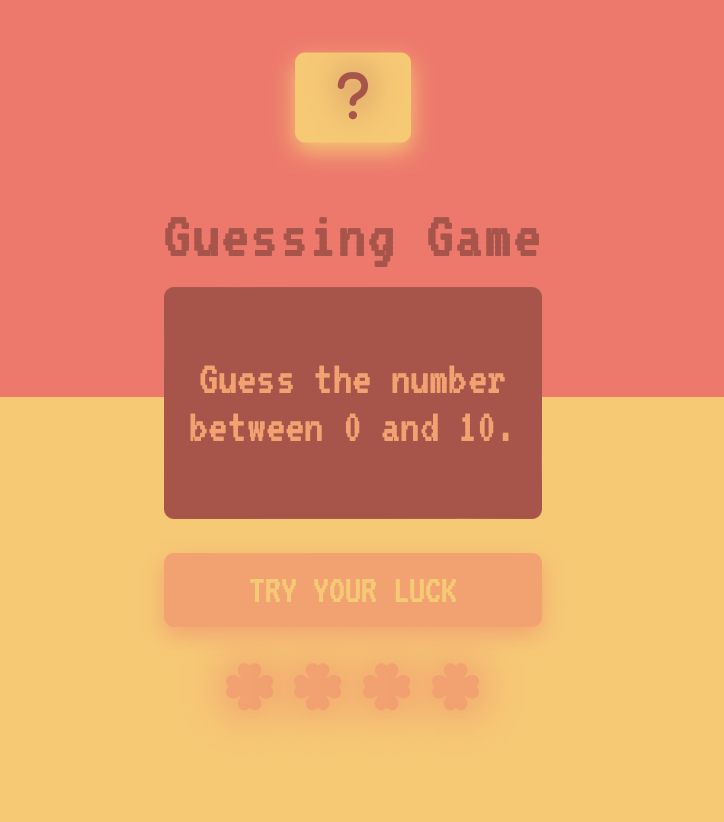 ?
Guessing Game
Guess the number
between 0 and 10.
TRY YOUR LUCK